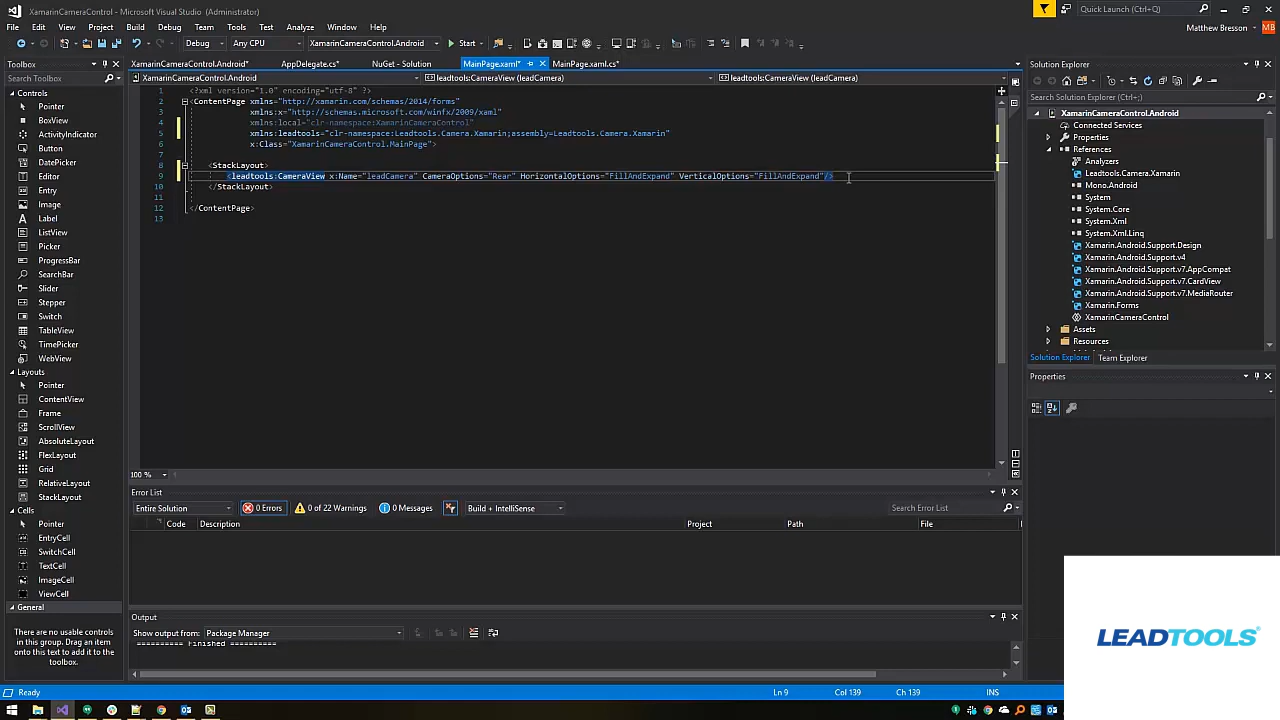 XamarinCameraControl - Microsoft Visual Studio (Administrator)
Quick Launch (Ctrl+Q)
File Edit View Project Build Debug Team Tools Test Analyze Window Help
Matthew Bresson MB
Debug Any CPU XamarinCameraControl.Android Start
Toolbox
XamarinCameraControl.Android* AppDelegate.cs* NuGet - Solution MainPage.xaml* MainPage.xaml.cs*
Solution Explorer
Search Toolbox
XamarinCameraControl.Android leadtools:CameraView (leadCamera) leadtools:CameraView (leadCamera)
Controls
Pointer
BoxView
ActivityIndicator
Button
DatePicker
Editor
Entry
Image
Label
ListView
Picker
ProgressBar
SearchBar
Slider
Stepper
Switch
TableView
TimePicker
WebView
Layouts
Pointer
ContentView
Frame
ScrollView
AbsoluteLayout
FlexLayout
Grid
RelativeLayout
StackLayout
Cells
Pointer
EntryCell
SwitchCell
TextCell
ImageCell
ViewCell
General
There are no usable controls
in this group. Drag an item
onto this text to add it to the
toolbox.
1 <?xml version="1.0" encoding="utf-8" ?>
2 <ContentPage xmlns="http://xamarin.com/schemas/2014/forms"
3 xmlns:x="http://schemas.microsoft.com/winfx/2009/xaml"
4 xmlns:local="clr-namespace:XamarinCameraControl"
5 xmlns:leadtools="clr-namespace:Leadtools.Camera.Xamarin;assembly=Leadtools.Camera.Xamarin"
6 x:Class="XamarinCameraControl.MainPage">
7
8 <StackLayout>
9 <leadtools:CameraView x:Name="leadCamera" CameraOptions="Rear" HorizontalOptions="FillAndExpand" VerticalOptions="FillAndExpand"/>
10 </StackLayout>
11
12 </ContentPage>
13
100 %
Search Solution Explorer (Ctrl+;)
XamarinCameraControl.Android
Connected Services
Properties
References
Analyzers
Leadtools.Camera.Xamarin
Mono.Android
System
System.Core
System.Xml
System.Xml.Linq
Xamarin.Android.Support.Design
Xamarin.Android.Support.v4
Xamarin.Android.Support.v7.AppCompat
Xamarin.Android.Support.v7.CardView
Xamarin.Android.Support.v7.MediaRouter
Xamarin.Forms
XamarinCameraControl
Assets
Resources
Solution Explorer Team Explorer
Properties
Error List
Entire Solution 0 Errors 0 of 22 Warnings 0 Messages Build + IntelliSense Search Error List
Code Description Project Path File
Output
Show output from: Package Manager
========== Finished ==========
LEADTOOLS®
Ready Ln 9 Col 139 Ch 139 INS